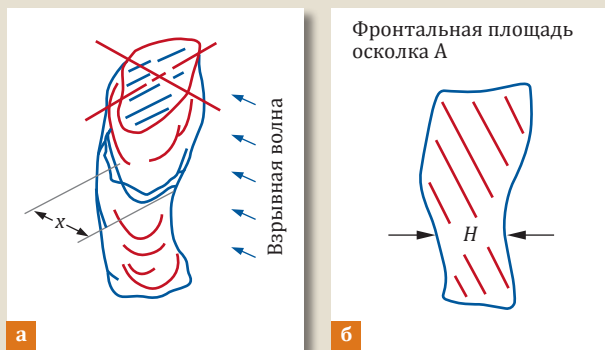 x
Взрывная волна
а
Фронтальная площадь
осколка А
H
б